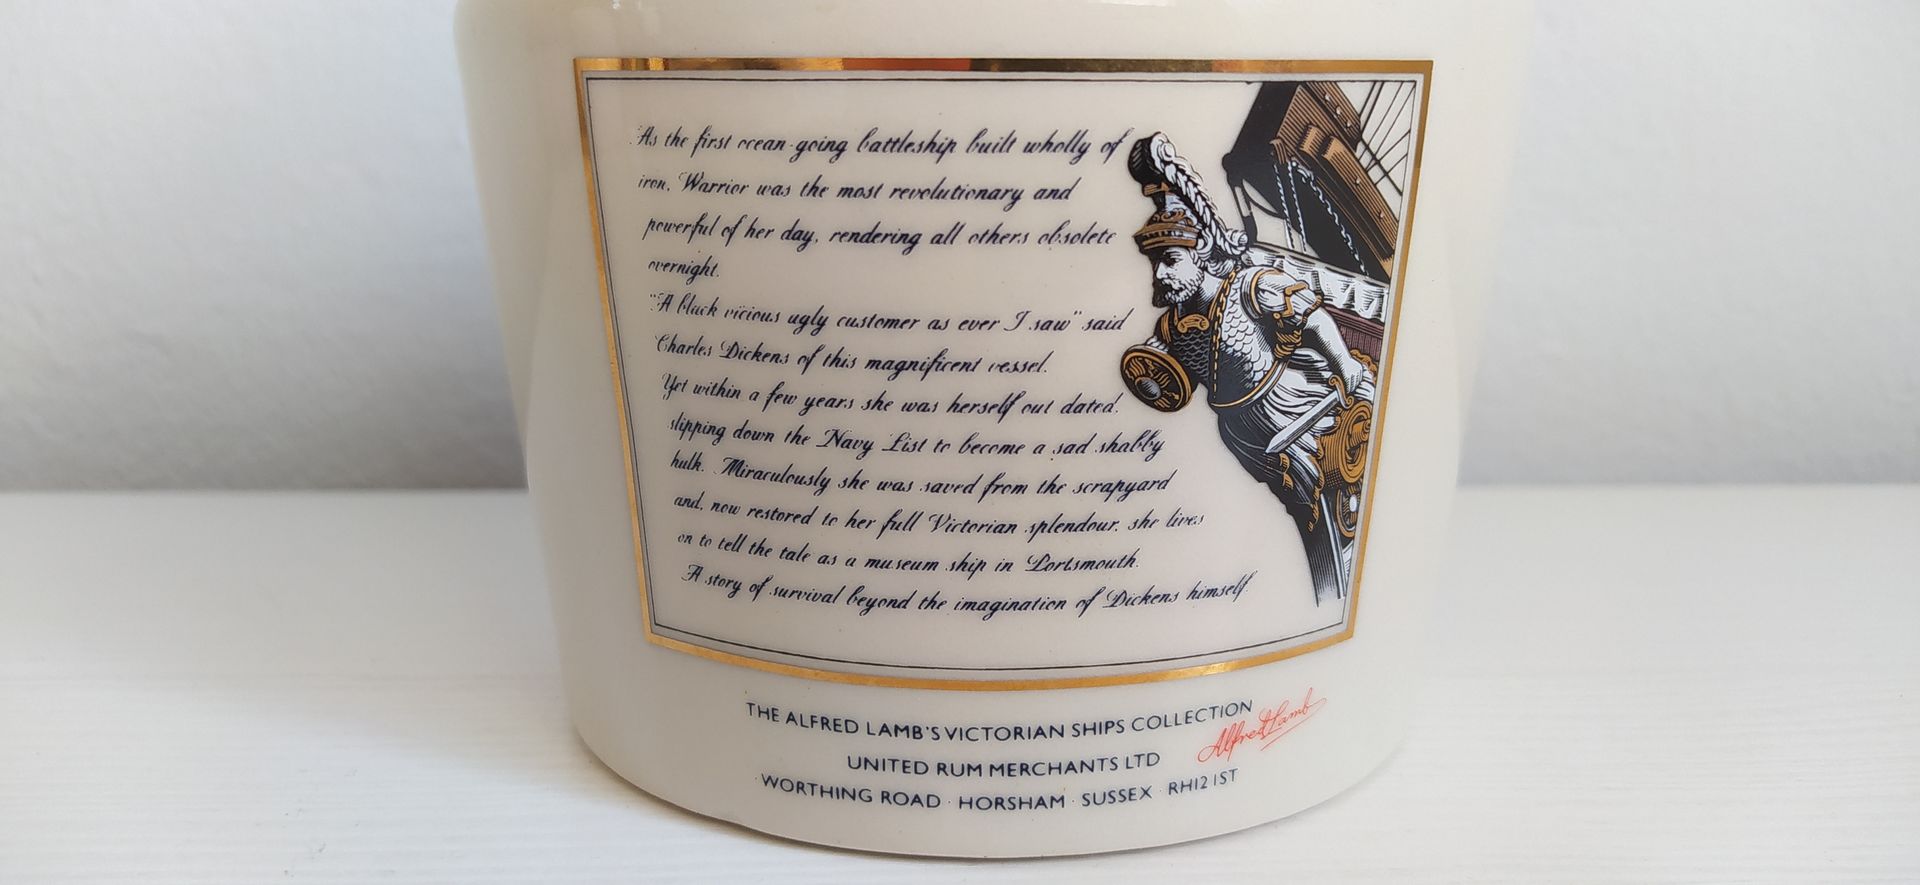 As the first ocean-going battleship built wholly of
iron, Warrior was the most revolutionary and
powerful of her day, rendering all others obsolete
overnight.
"A black vicious ugly customer as ever I saw" said
Charles Dickens of this magnificent vessel.
Yet within a few years she was herself out dated,
slipping down the Navy List to become a sad shabby
hulk. Miraculously she was saved from the scrapyard
and, now restored to her full Victorian splendour, she lives
on to tell the tale as a museum ship in Portsmouth.
A story of survival beyond the imagination of Dickens himself.
THE ALFRED LAMB'S VICTORIAN SHIPS COLLECTION
Alfred Lamb
UNITED RUM MERCHANTS LTD
WORTHING ROAD · HORSHAM · SUSSEX · RH12 1ST